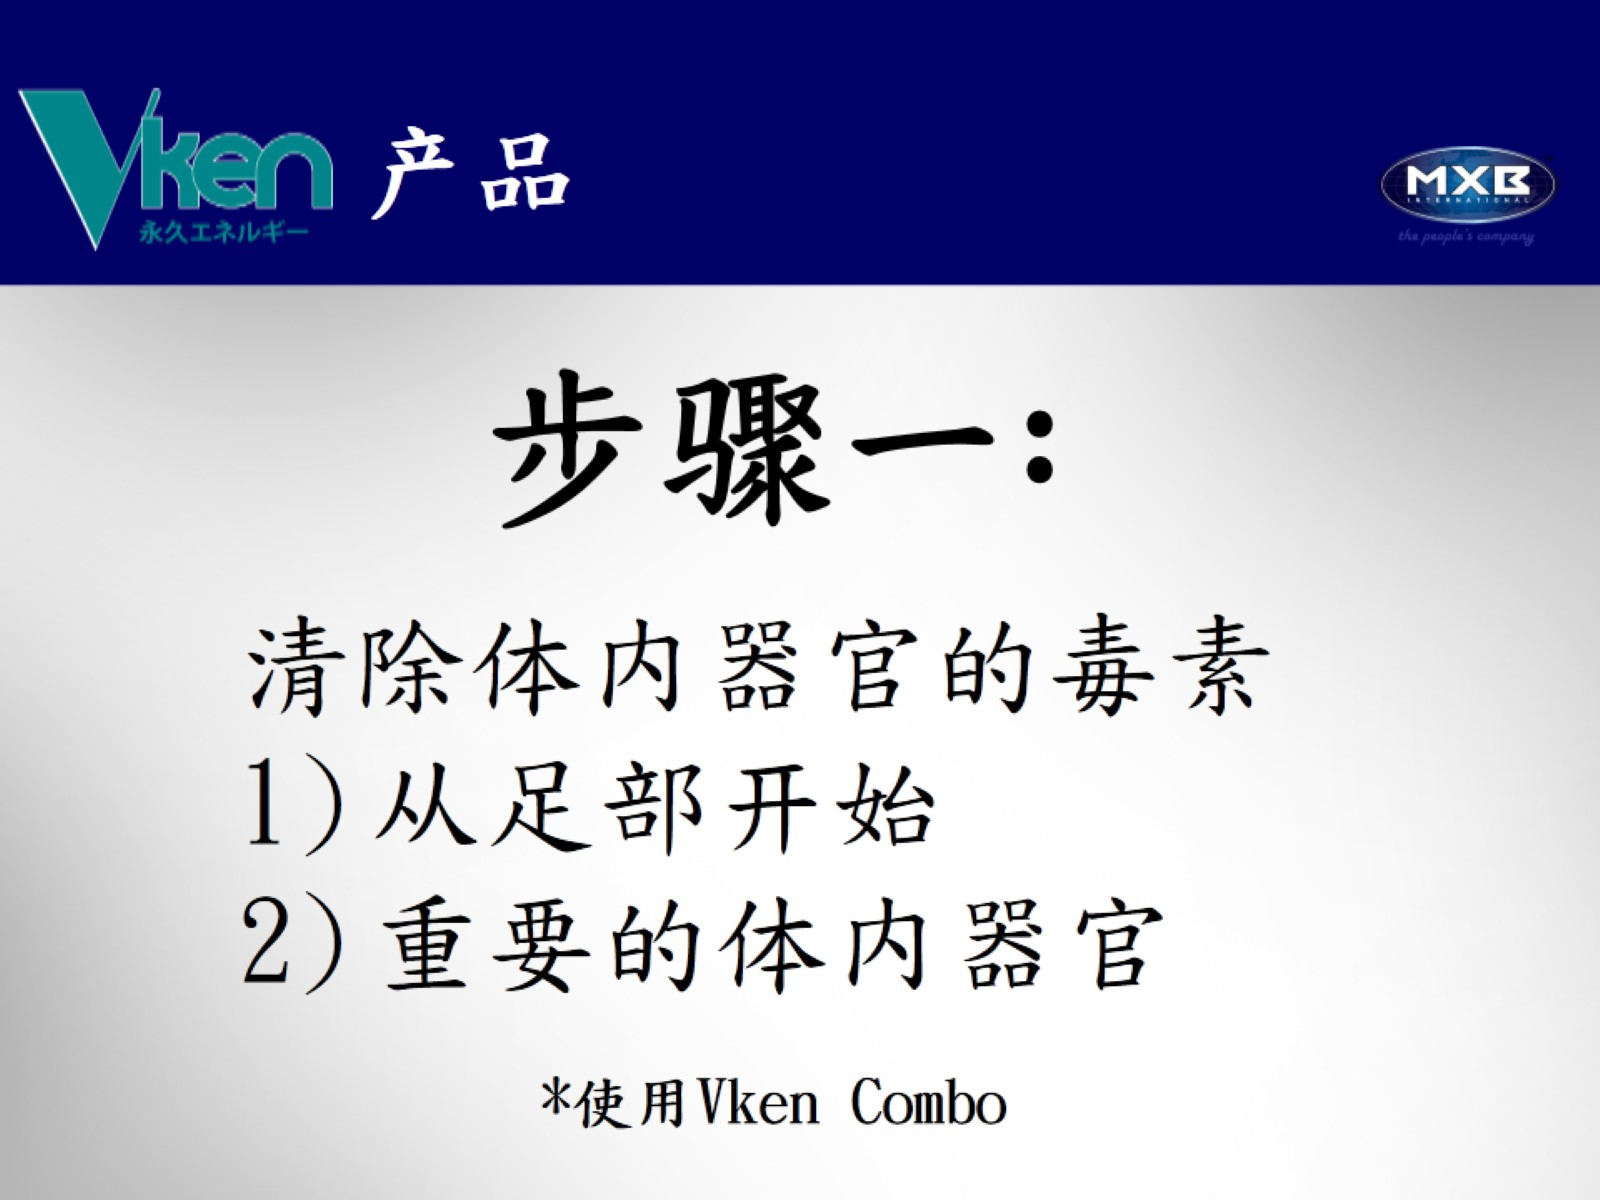 Vken 产品
永久エネルギー
MXB
INTERNATIONAL
the people's company
步骤一:
清除体内器官的毒素
1)从足部开始
2)重要的体内器官
*使用Vken Combo